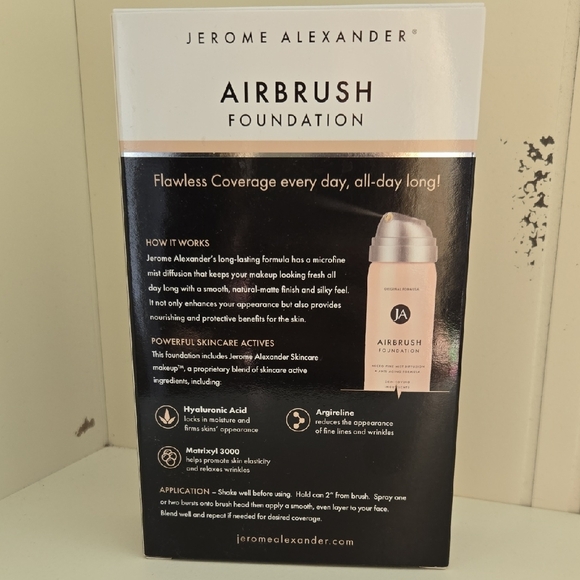 JEROME ALEXANDER®
AIRBRUSH
FOUNDATION
Flawless Coverage every day, all-day long!
HOW IT WORKS
Jerome Alexander's long-lasting formula has a microfine
mist diffusion that keeps your makeup looking fresh all
day long with a smooth, natural-matte finish and silky feel.
It not only enhances your appearance but also provides
nourishing and protective benefits for the skin.
POWERFUL SKINCARE ACTIVES
This foundation includes Jerome Alexander Skincare
makeup™, a proprietary blend of skincare active
ingredients, including:
Hyaluronic Acid
locks in moisture and
firms skins' appearance
Argireline
reduces the appearance
of fine lines and wrinkles
Matrixyl 3000
helps promote skin elasticity
and relaxes wrinkles
APPLICATION – Shake well before using. Hold can 2" from brush. Spray one
or two bursts onto brush head then apply a smooth, even layer to your face.
Blend well and repeat if needed for desired coverage.
jeromealexander.com
JA
AIRBRUSH
FOUNDATION